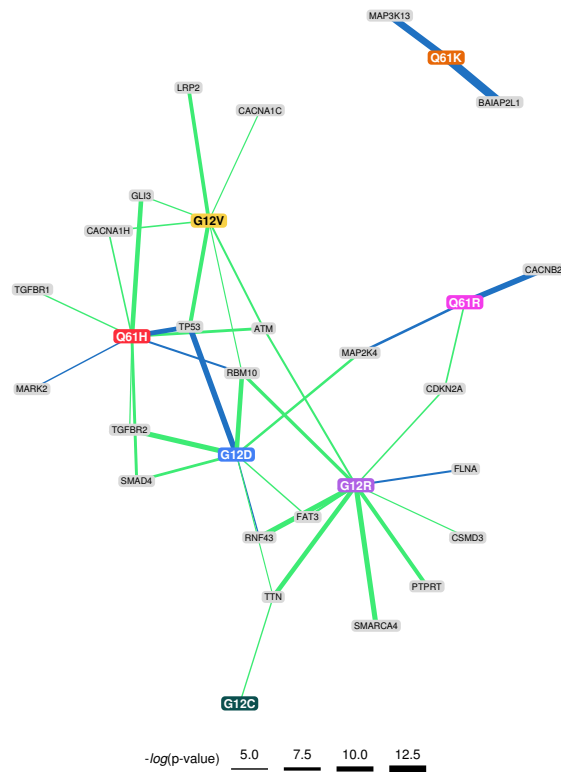 MAP3K13
Q61K
LRP2
BAIAP2L1
CACNA1C
GLI3
G12V
CACNA1H
CACNB2
TGFBR1
Q61R
TP53
ATM
Q61H
MAP2K4
RBM10
MARK2
CDKN2A
TGFBR2
G12D
FLNA
SMAD4
G12R
FAT3
RNF43
CSMD3
PTPRT
TTN
SMARCA4
G12C
-log(p-value) 5.0 7.5 10.0 12.5